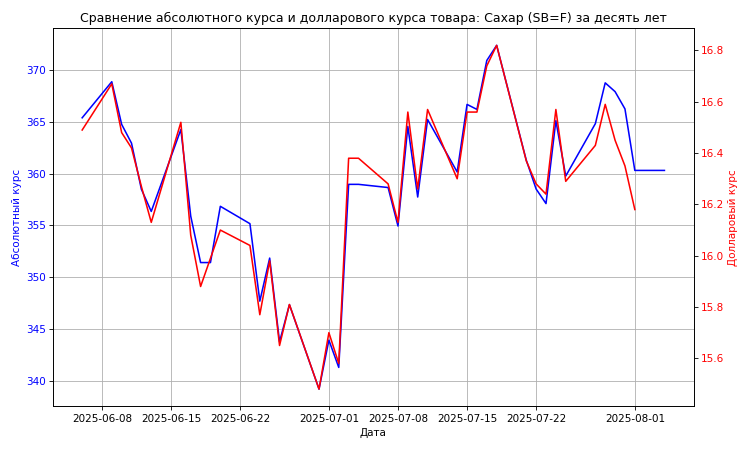 Сравнение абсолютного курса и долларового курса товара: Сахар (SB=F) за десять лет
370
365
360
355
350
345
340
Абсолютный курс
16.8
16.6
16.4
16.2
16.0
15.8
15.6
Долларовый курс
2025-06-08 2025-06-15 2025-06-22 2025-07-01 2025-07-08 2025-07-15 2025-07-22 2025-08-01
Дата